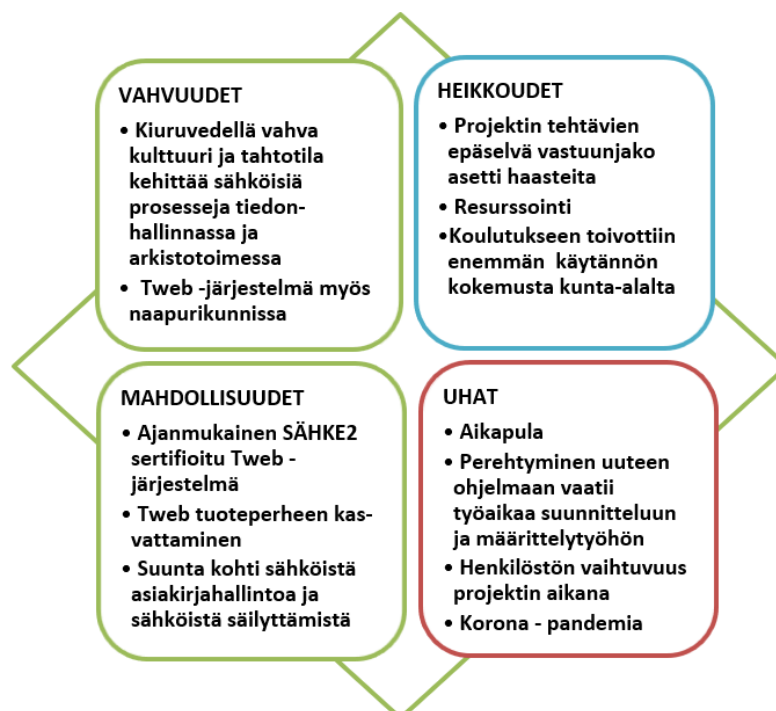 VAHVUUDET
• Kiuruvedellä vahva
kulttuuri ja tahtotila
kehittää sähköisiä
prosesseja tiedon-
hallinnassa ja
arkistotoimessa
• Tweb -järjestelmä myös
naapurikunnissa
HEIKKOUDET
• Projektin tehtävien
epäselvä vastuunjako
asetti haasteita
• Resurssointi
•Koulutukseen toivottiin
enemmän käytännön
kokemusta kunta-alalta
MAHDOLLISUUDET
• Ajanmukainen SÄHKE2
sertifioitu Tweb -
järjestelmä
• Tweb tuoteperheen kas-
vattaminen
• Suunta kohti sähköistä
asiakirjahallintoa ja
sähköistä säilyttämistä
UHAT
• Aikapula
• Perehtyminen uuteen
ohjelmaan vaatii
työaikaa suunnitteluun
ja määrittelytyöhön
• Henkilöstön vaihtuvuus
projektin aikana
• Korona - pandemia